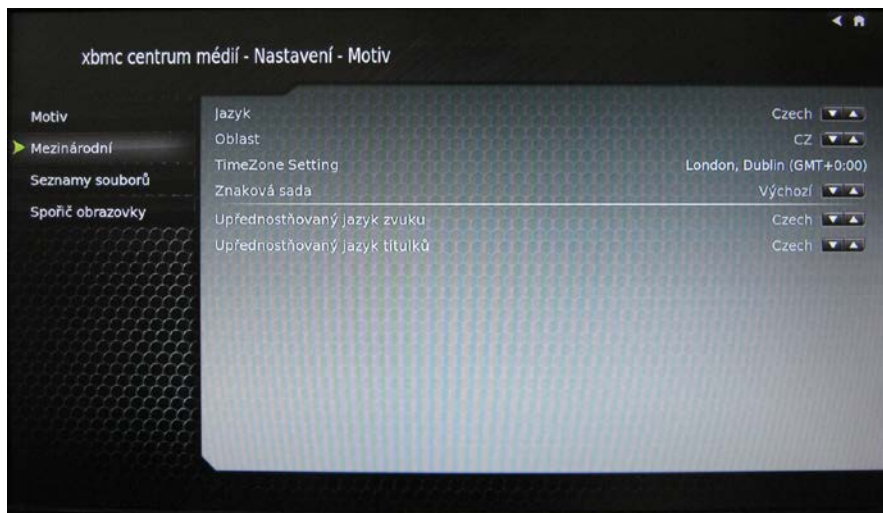 xbmc centrum médií - Nastavení - Motiv
Motiv
Mezinárodní
Seznamy souborů
Spořič obrazovky
Jazyk Czech
Oblast CZ
TimeZone Setting London, Dublin (GMT+0:00)
Znaková sada Výchozí
Upřednostňovaný jazyk zvuku Czech
Upřednostňovaný jazyk titulků Czech